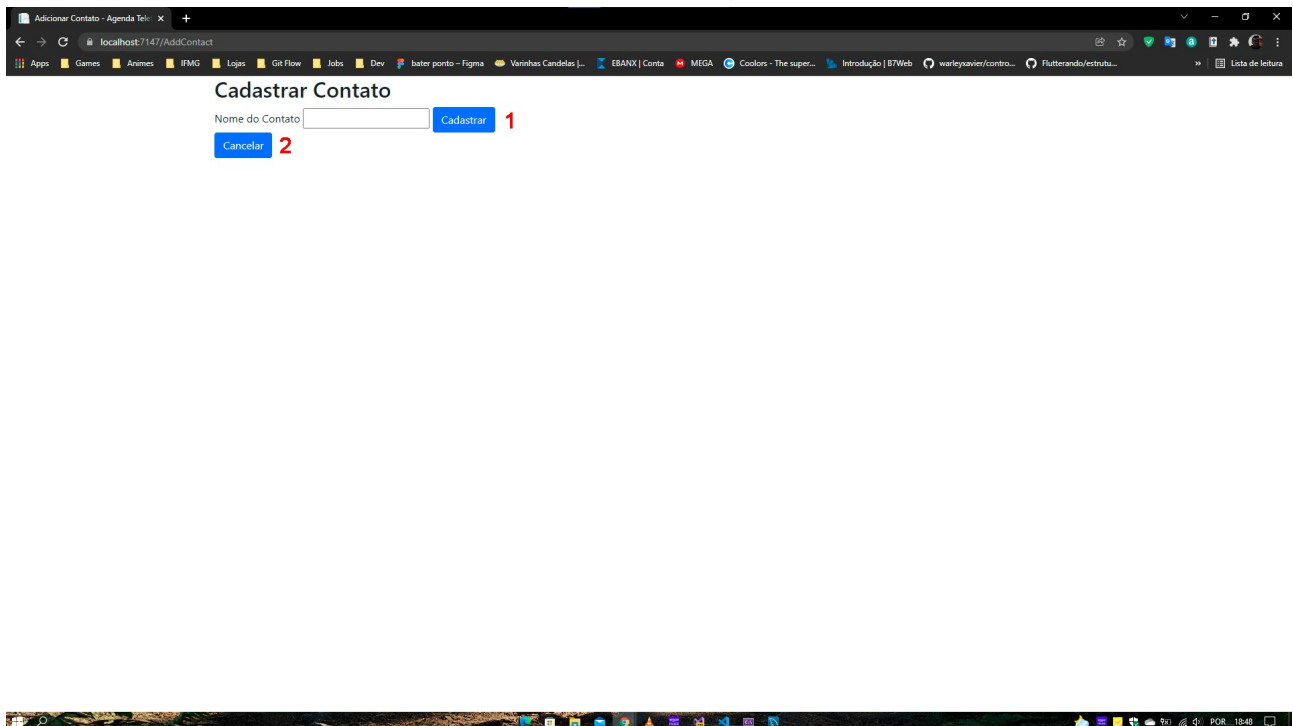 Adicionar Contato - Agenda Tele
localhost:7147/AddContact
Apps Games Animes IFMG Lojas Git Flow Jobs Dev bater ponto – Figma Varinhas Candelas |... EBANX | Conta MEGA Coolors - The super... Introdução | B7Web warleyxavier/contro... Flutterando/estrutu... » Lista de leitura
Cadastrar Contato
Nome do Contato Cadastrar 1
Cancelar 2
POR 18:48